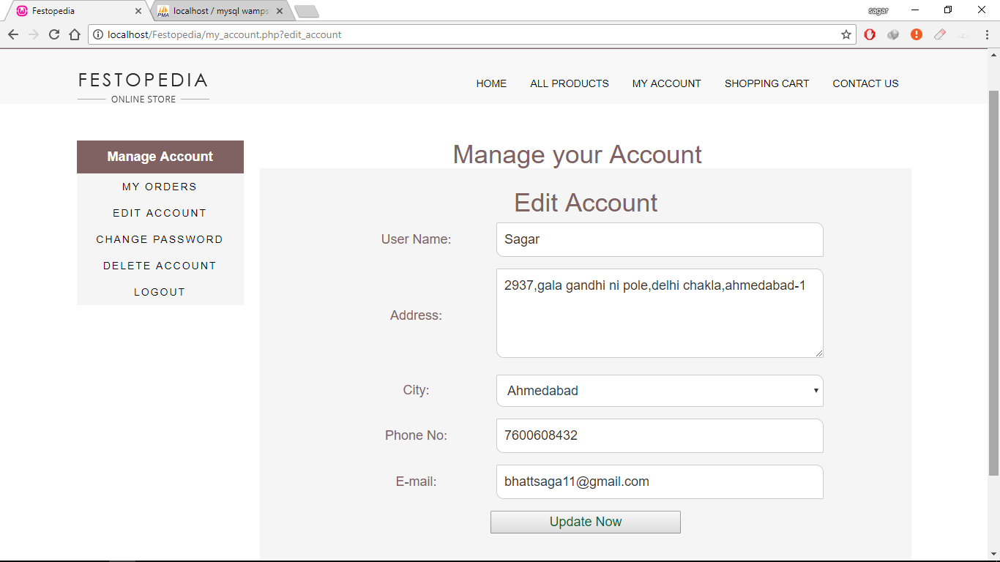 Festopedia
localhost / mysql wamps
sagar
localhost/Festopedia/my_account.php?edit_account
FESTOPEDIA
ONLINE STORE
HOME ALL PRODUCTS MY ACCOUNT SHOPPING CART CONTACT US
Manage Account
MY ORDERS
EDIT ACCOUNT
CHANGE PASSWORD
DELETE ACCOUNT
LOGOUT
Manage your Account
Edit Account
User Name: Sagar
Address: 2937,gala gandhi ni pole,delhi chakla,ahmedabad-1
City: Ahmedabad
Phone No: 7600608432
E-mail: bhattsaga11@gmail.com
Update Now